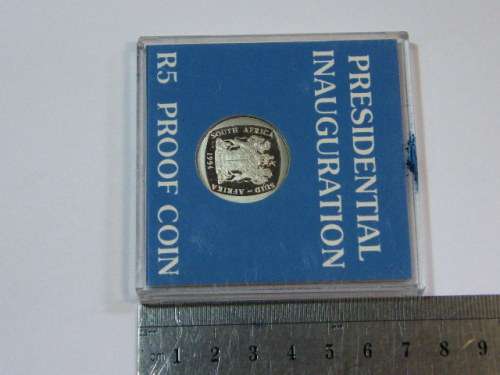 PRESIDENTIAL
INAUGURATION
SOUTH AFRICA
1994
SUID-AFRIKA
R5 PROOF COIN
cm 1 2 3 4 5 6 7 8 9